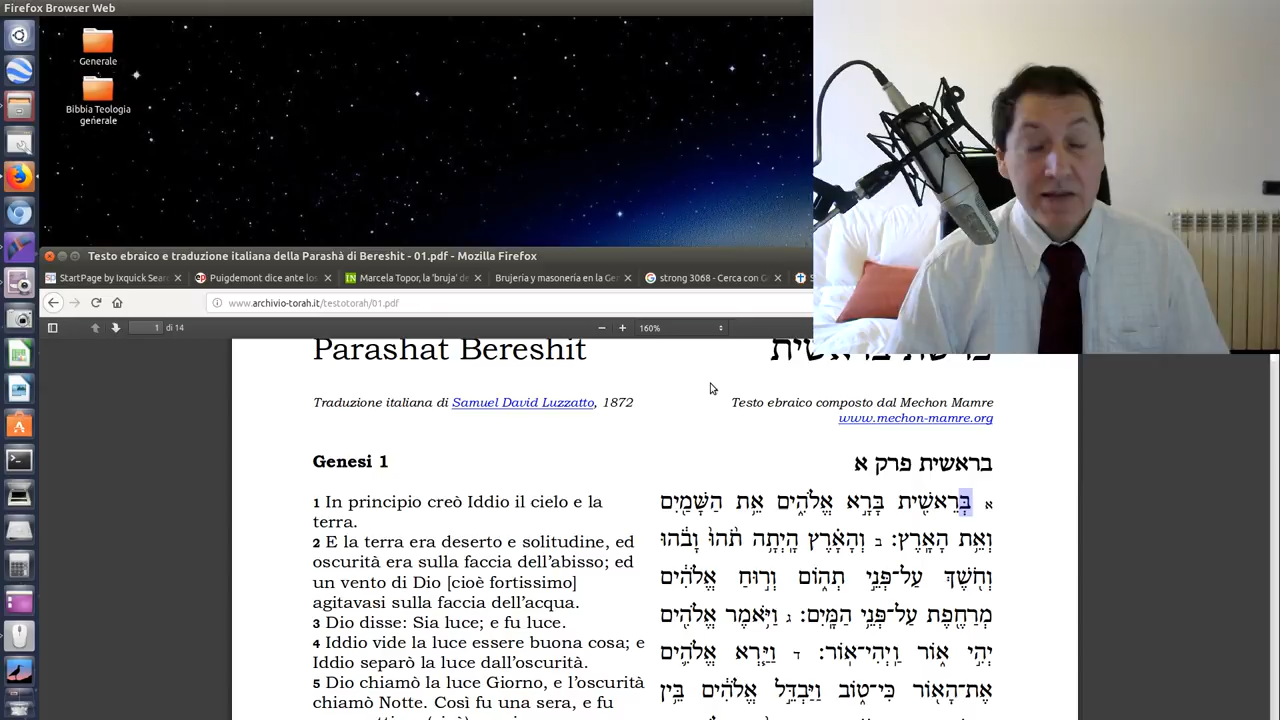 Firefox Browser Web
Generale
Bibbia Teologia
generale
Testo ebraico e traduzione italiana della Parashà di Bereshit - 01.pdf - Mozilla Firefox
StartPage by Ixquick Sear
Puigdemont dice ante los
Marcela Topor, la 'bruja' de
Brujería y masonería en la Ge
strong 3068 - Cerca con G
www.archivio-torah.it/testotorah/01.pdf
1 di 14
160%
Parashat Bereshit
פרשת בראשית
Traduzione italiana di Samuel David Luzzatto, 1872
Testo ebraico composto dal Mechon Mamre
www.mechon-mamre.org
Genesi 1
1 In principio creò Iddio il cielo e la
terra.
2 E la terra era deserto e solitudine, ed
oscurità era sulla faccia dell'abisso; ed
un vento di Dio [cioè fortissimo]
agitavasi sulla faccia dell'acqua.
3 Dio disse: Sia luce; e fu luce.
4 Iddio vide la luce essere buona cosa; e
Iddio separò la luce dall'oscurità.
5 Dio chiamò la luce Giorno, e l'oscurità
chiamò Notte. Così fu una sera, e fu
בראשית פרק א
א בְּרֵאשִׁ֖ית בָּרָ֣א אֱלֹהִ֑ים אֵ֥ת הַשָּׁמַ֖יִם
וְאֵ֥ת הָאָֽרֶץ׃ ב וְהָאָ֗רֶץ הָיְתָ֥ה תֹ֙הוּ֙ וָבֹ֔הוּ
וְחֹ֖שֶׁךְ עַל־פְּנֵ֣י תְה֑וֹם וְר֣וּחַ אֱלֹהִ֔ים
מְרַחֶ֖פֶת עַל־פְּנֵ֥י הַמָּֽיִם׃ ג וַיֹּ֥אמֶר אֱלֹהִ֖ים
יְהִ֣י א֑וֹר וַֽיְהִי־אֽוֹר׃ ד וַיַּ֧רְא אֱלֹהִ֛ים
אֶת־הָא֖וֹר כִּי־ט֑וֹב וַיַּבְדֵּ֣ל אֱלֹהִ֔ים בֵּ֥ין